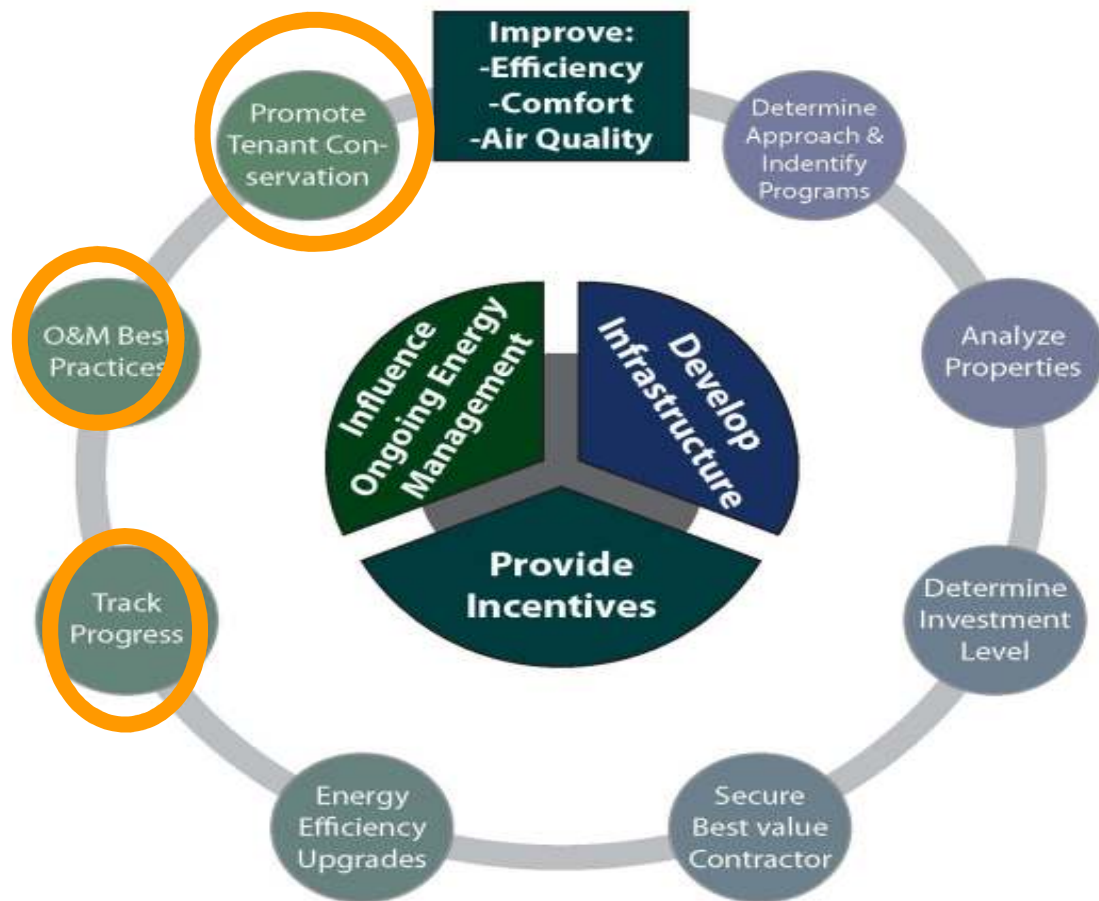 Improve:
-Efficiency
-Comfort
-Air Quality
Determine
Approach &
Indentify
Programs
Analyze
Properties
Determine
Investment
Level
Secure
Best value
Contractor
Energy
Efficiency
Upgrades
Track
Progress
O&M Best
Practices
Promote
Tenant Con-
servation
Influence
Ongoing Energy
Management
Develop
Infrastructure
Provide
Incentives